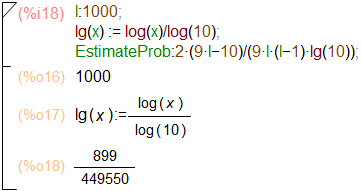 (%i18) l:1000;
lg(x) := log(x)/log(10);
EstimateProb:2·(9·l−10)/(9·l·(l−1)·lg(10));
(%o16) 1000
(%o17) lg(x):=log(x)/log(10)
(%o18) 899/449550